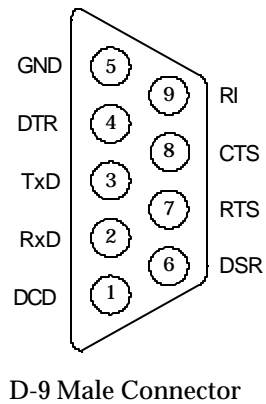 GND 5
9 RI
DTR 4
8 CTS
TxD 3
7 RTS
RxD 2
6 DSR
DCD 1
D-9 Male Connector